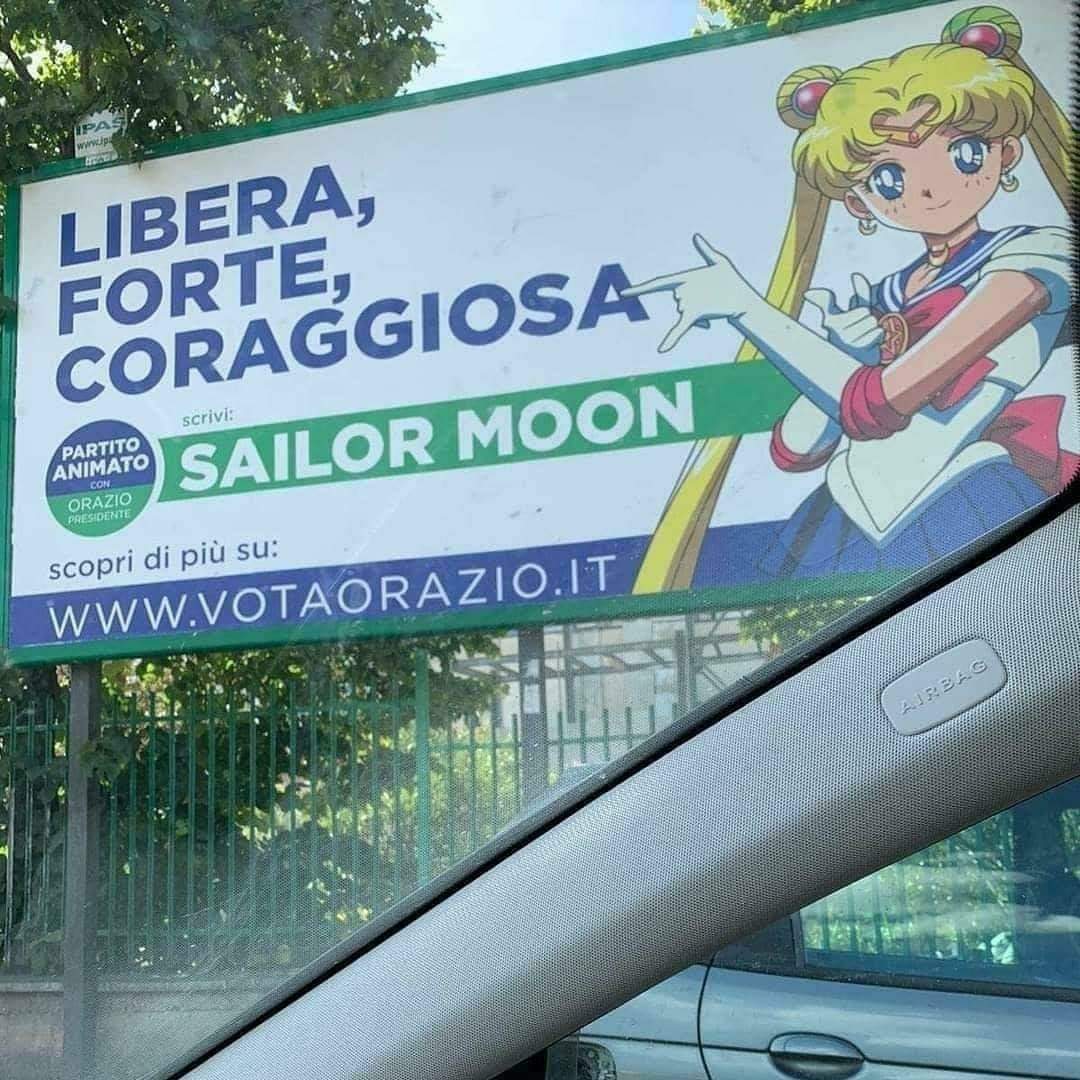 IPAS
LIBERA,
FORTE,
CORAGGIOSA
scrivi:
SAILOR MOON
PARTITO
ANIMATO
CON
ORAZIO
PRESIDENTE
scopri di più su:
WWW.VOTAORAZIO.IT
AIRBAG